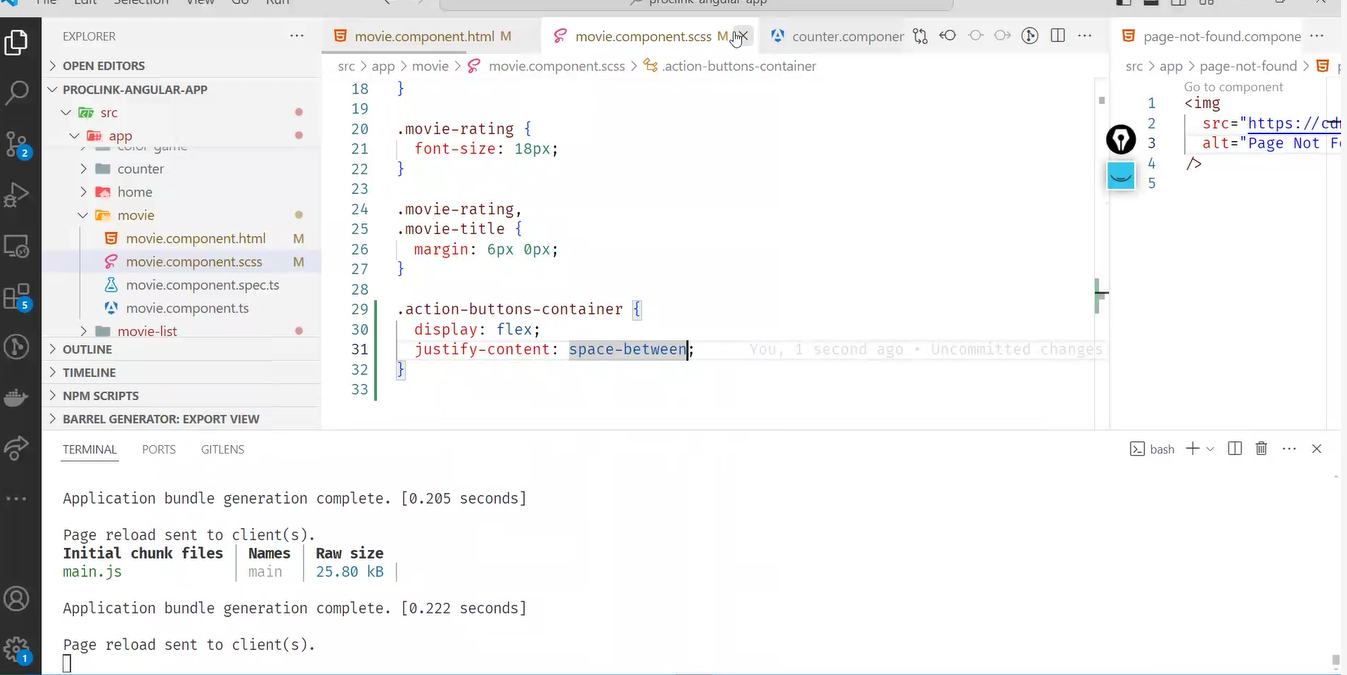 File Edit Selection View Go Run
proclink-angular-app
EXPLORER
OPEN EDITORS
PROCLINK-ANGULAR-APP
src
app
color-game
counter
home
movie
movie.component.html M
movie.component.scss M
movie.component.spec.ts
movie.component.ts
movie-list
OUTLINE
TIMELINE
NPM SCRIPTS
BARREL GENERATOR: EXPORT VIEW
2
5
1
movie.component.html M
movie.component.scss M
counter.componen
src > app > movie > movie.component.scss > .action-buttons-container
18 }
19
20 .movie-rating {
21 font-size: 18px;
22 }
23
24 .movie-rating,
25 .movie-title {
26 margin: 6px 0px;
27 }
28
29 .action-buttons-container {
30 display: flex;
31 justify-content: space-between; You, 1 second ago • Uncommitted changes
32 }
33
page-not-found.compone
src > app > page-not-found >
Go to component
1 <img
2 src="https://cd
3 alt="Page Not F
4 />
5
TERMINAL PORTS GITLENS
bash
Application bundle generation complete. [0.205 seconds]
Page reload sent to client(s).
Initial chunk files | Names | Raw size
main.js | main | 25.80 kB |
Application bundle generation complete. [0.222 seconds]
Page reload sent to client(s).